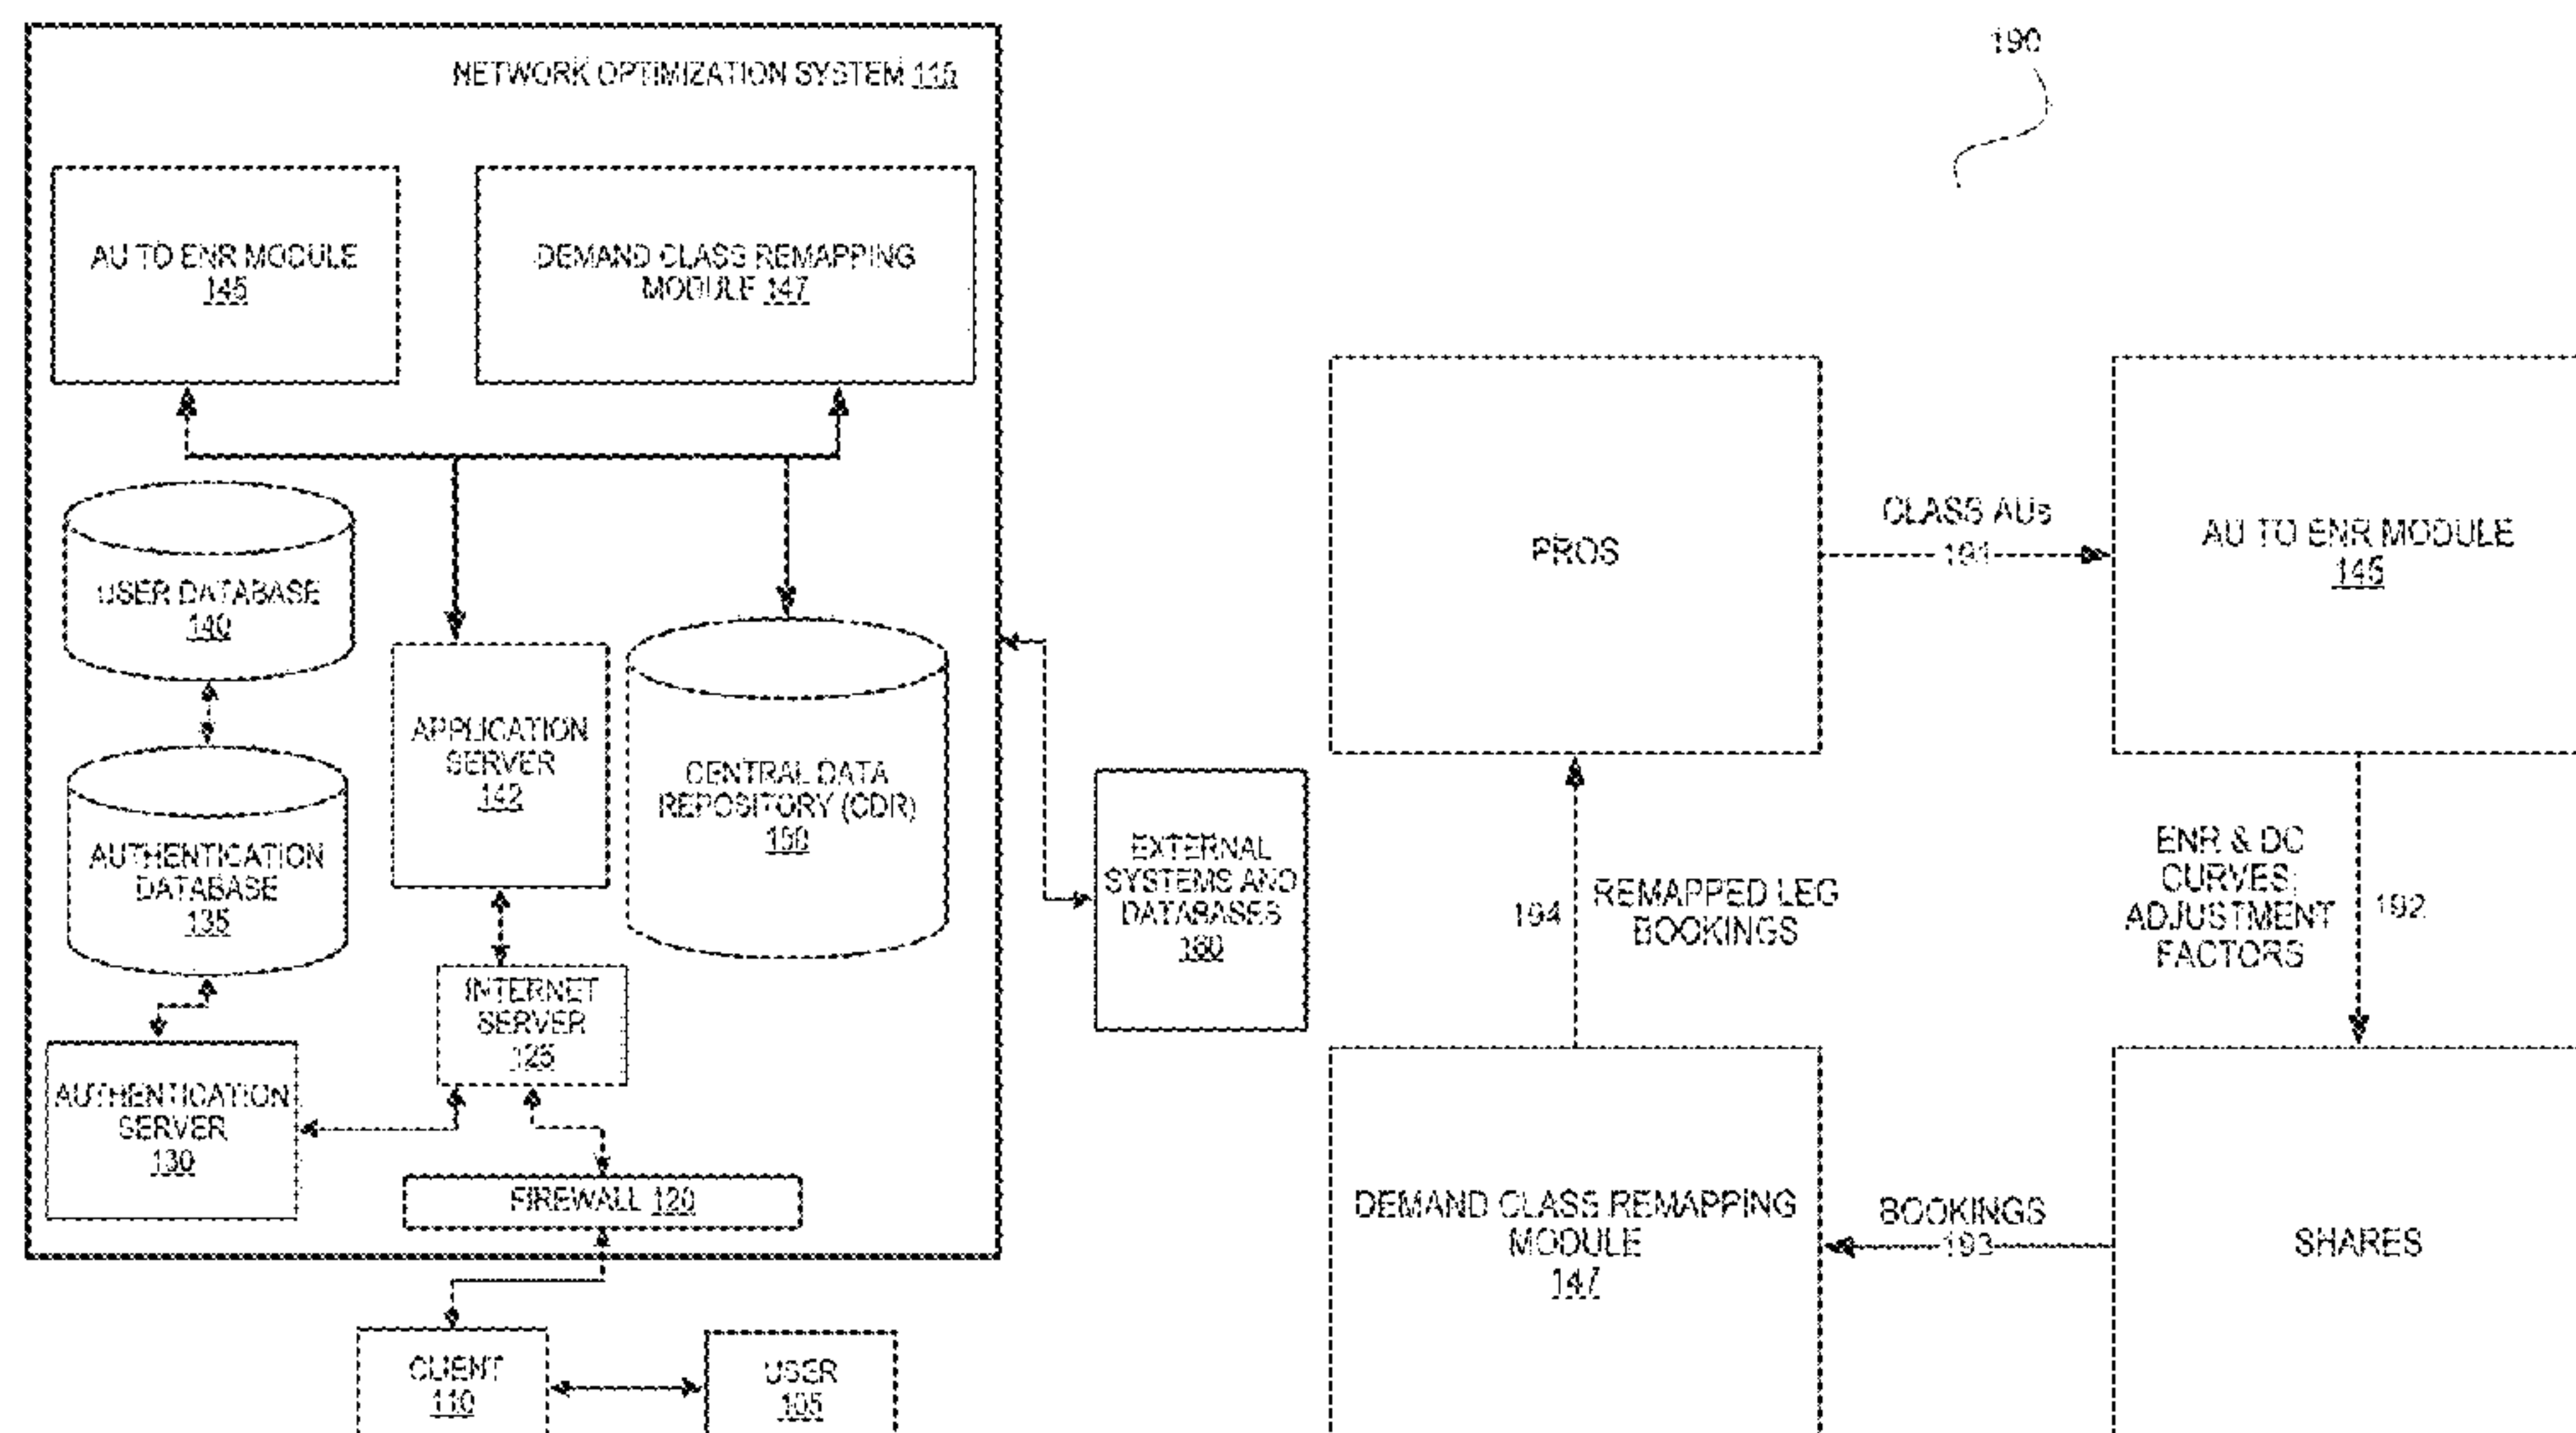 NETWORK OPTIMIZATION SYSTEM 115
AU TO ENR MODULE
145
DEMAND CLASS REMAPPING
MODULE 147
USER DATABASE
140
APPLICATION
SERVER
142
CENTRAL DATA
REPOSITORY (CDR)
150
AUTHENTICATION
DATABASE
135
INTERNET
SERVER
125
AUTHENTICATION
SERVER
130
FIREWALL 120
CLIENT
110
USER
105
EXTERNAL
SYSTEMS AND
DATABASES
160
190
PROS
CLASS AUs
191
AU TO ENR MODULE
145
194
REMAPPED LEG
BOOKINGS
ENR & DC
CURVES;
ADJUSTMENT
FACTORS
192
DEMAND CLASS REMAPPING
MODULE
147
BOOKINGS
193
SHARES